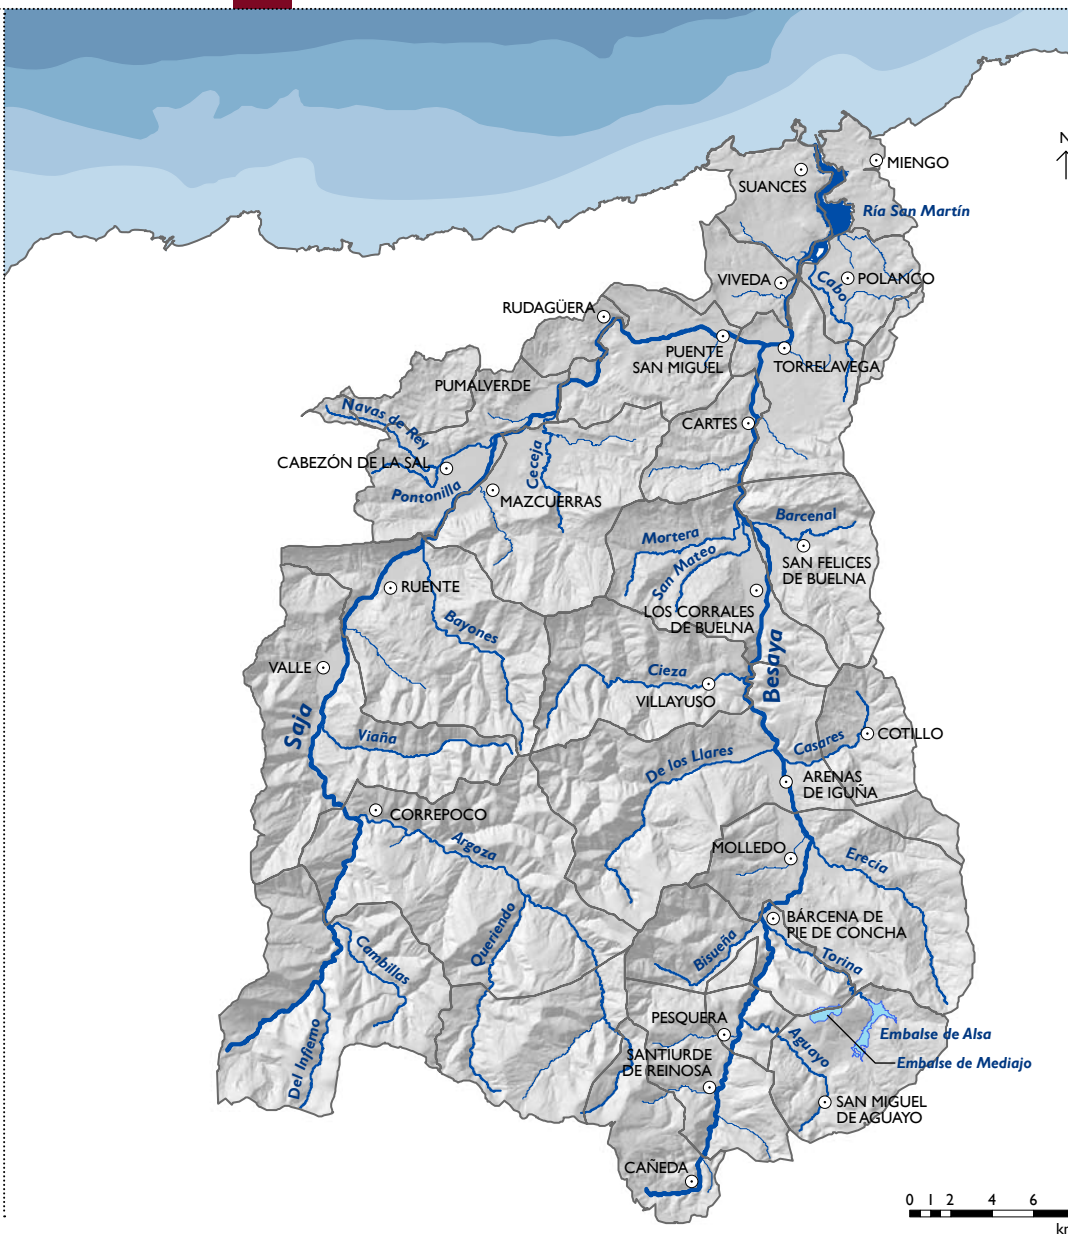 N
MIENGO
SUANCES
Ría San Martín
VIVEDA
Cabo
POLANCO
RUDAGÜERA
PUENTE
SAN MIGUEL
TORRELAVEGA
PUMALVERDE
Navas de Rey
CARTES
CABEZÓN DE LA SAL
Ceceja
Pontonilla
MAZCUERRAS
Barcenal
Mortera
San Mateo
SAN FELICES
DE BUELNA
RUENTE
LOS CORRALES
DE BUELNA
Bayones
Besaya
VALLE
Cieza
VILLAYUSO
Saja
Viaña
Casares
COTILLO
De los Llares
ARENAS
DE IGUÑA
CORREPOCO
Argoza
MOLLEDO
Erecia
Queriendo
BÁRCENA DE
PIE DE CONCHA
Bisueña
Torina
Cambillas
PESQUERA
Aguayo
Embalse de Alsa
Embalse de Mediajo
SANTIURDE
DE REINOSA
Del Infierno
SAN MIGUEL
DE AGUAYO
CAÑEDA
0 1 2 4 6
km